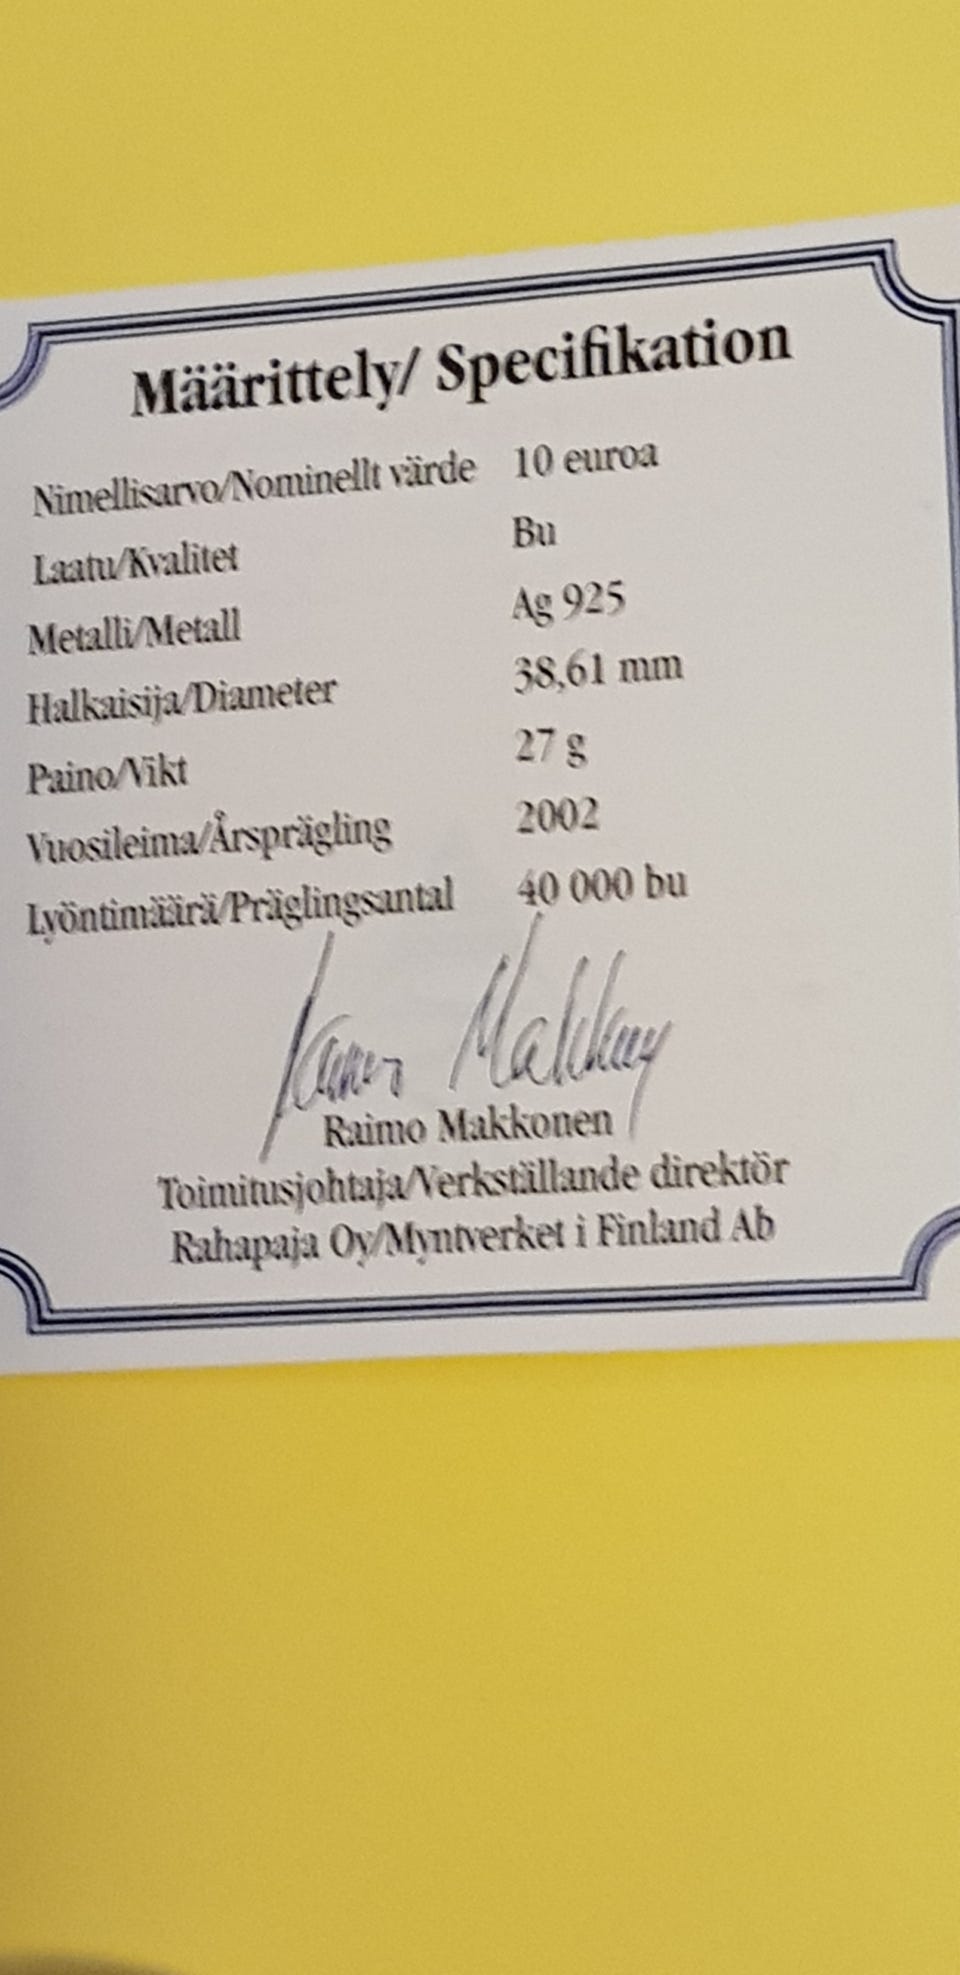 Määrittely/ Specifikation
Nimellisarvo/Nominellt värde 10 euroa
Laatu/Kvalitet Bu
Metalli/Metall Ag 925
Halkaisija/Diameter 38,61 mm
Paino/Vikt 27 g
Vuosileima/Årsprägling 2002
Lyöntimäärä/Präglingsantal 40 000 bu
Raimo Makkonen
Toimitusjohtaja/Verkställande direktör
Rahapaja Oy/Myntverket i Finland Ab